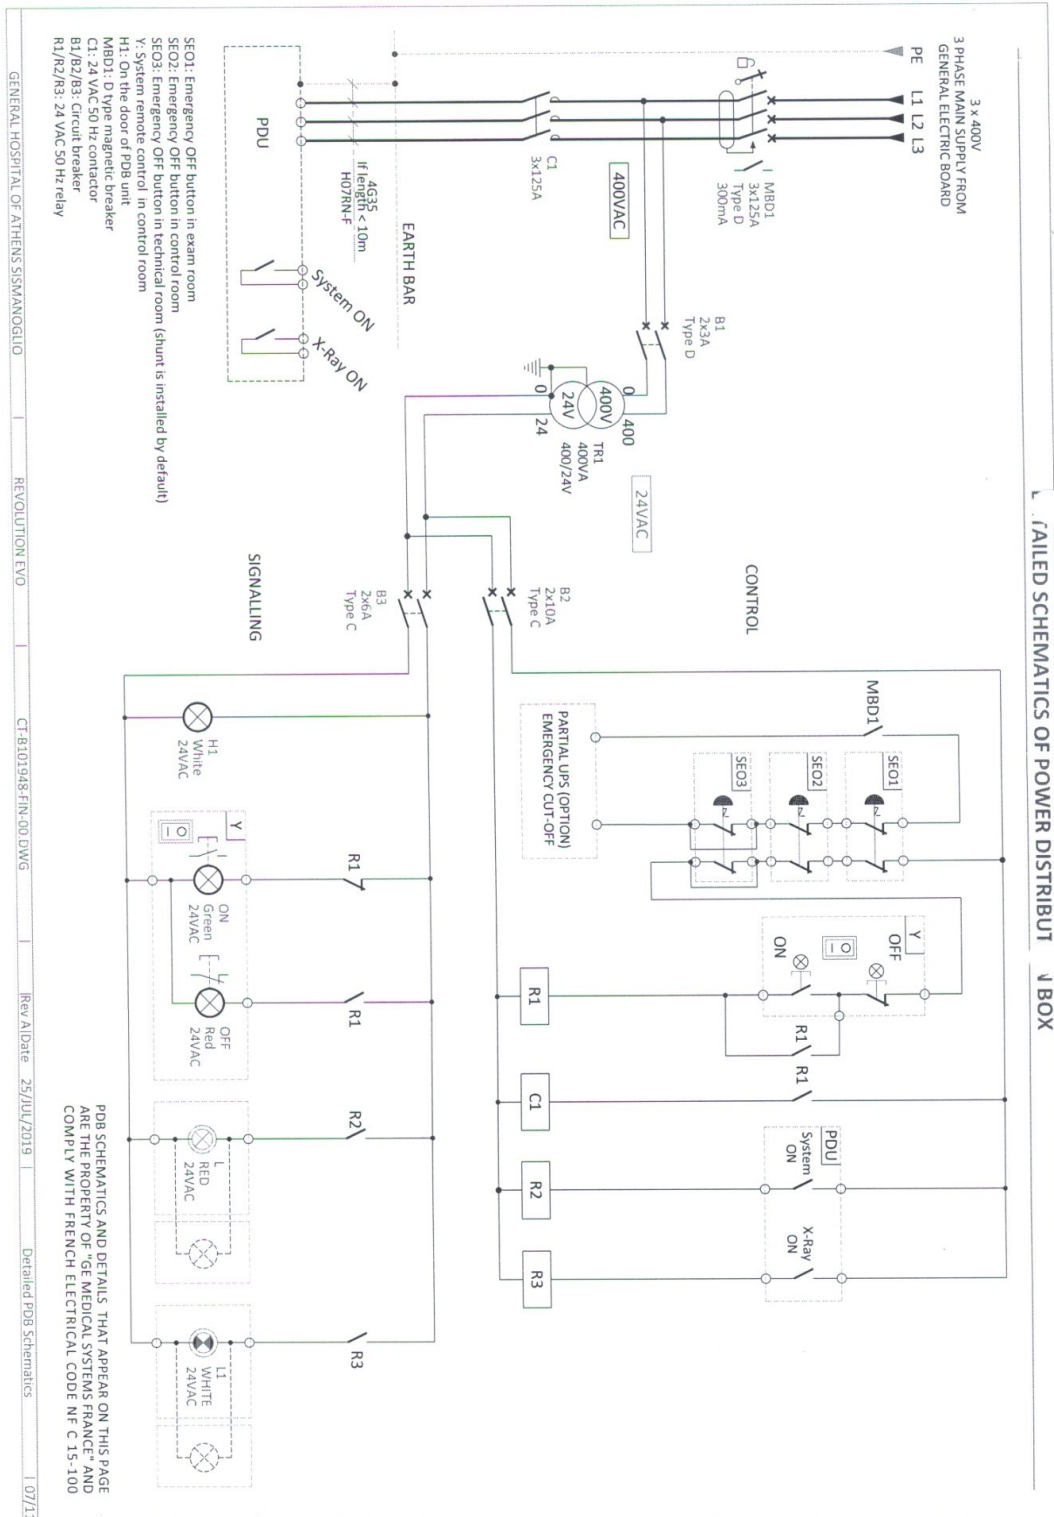 DETAILED SCHEMATICS OF POWER DISTRIBUTION BOX
3 x 400V
3 PHASE MAIN SUPPLY FROM
GENERAL ELECTRIC BOARD
PE
L1
L2
L3
MBD1
3x125A
Type D
300mA
400VAC
C1
3x125A
EARTH BAR
4G35
If length < 10m
H07RN-F
PDU
System ON
X-Ray ON
B1
2x3A
Type D
0
400
400V
24V
0
24
TR1
400VA
400/24V
24VAC
CONTROL
B2
2x10A
Type C
B3
2x6A
Type C
SIGNALLING
MBD1
SEO1
SEO2
SEO3
PARTIAL UPS (OPTION)
EMERGENCY CUT-OFF
Y
OFF
ON
R1
R1
R1
C1
PDU
System
ON
X-Ray
ON
R2
R3
H1
White
24VAC
R1
Y
ON
Green
24VAC
R1
OFF
Red
24VAC
R2
L
RED
24VAC
R3
L1
WHITE
24VAC
SEO1: Emergency OFF button in exam room
SEO2: Emergency OFF button in control room
SEO3: Emergency OFF button in technical room (shunt is installed by default)
Y: System remote control in control room
H1: On the door of PDB unit
MBD1: D type magnetic breaker
C1: 24 VAC 50 Hz contactor
B1/B2/B3: Circuit breaker
R1/R2/R3: 24 VAC 50 Hz relay
PDB SCHEMATICS AND DETAILS THAT APPEAR ON THIS PAGE
ARE THE PROPERTY OF "GE MEDICAL SYSTEMS FRANCE" AND
COMPLY WITH FRENCH ELECTRICAL CODE NF C 15-100
GENERAL HOSPITAL OF ATHENS SISMANOGLIO | REVOLUTION EVO | CT-B101948-FIN-00.DWG | Rev A|Date 25/JUL/2019 | Detailed PDB Schematics | 07/1